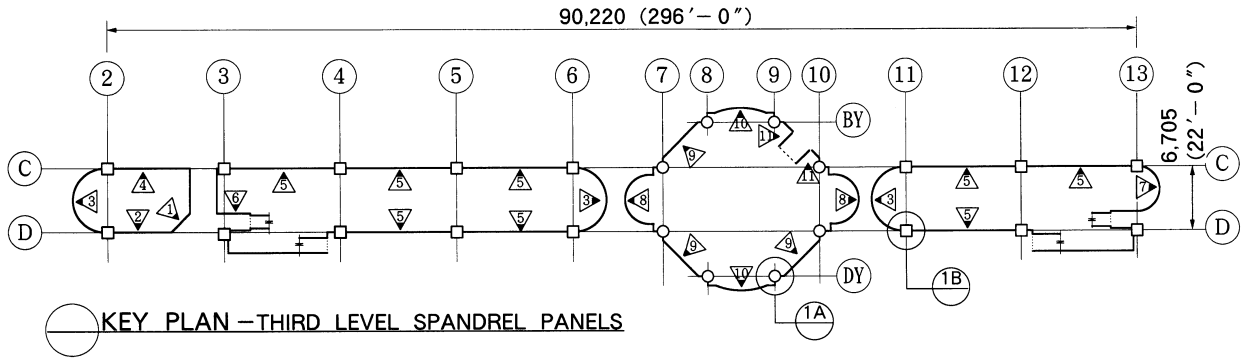 90,220 (296'-0")
2 3 4 5 6 7 8 9 10 11 12 13
6,705
(22'-0")
BY
10 11
9
C C
4 5 5 5 11 5 5
3 6 3 8 8 3 7
2 1 5 5 5
D D
9 9
10 DY
1B
1A
KEY PLAN - THIRD LEVEL SPANDREL PANELS